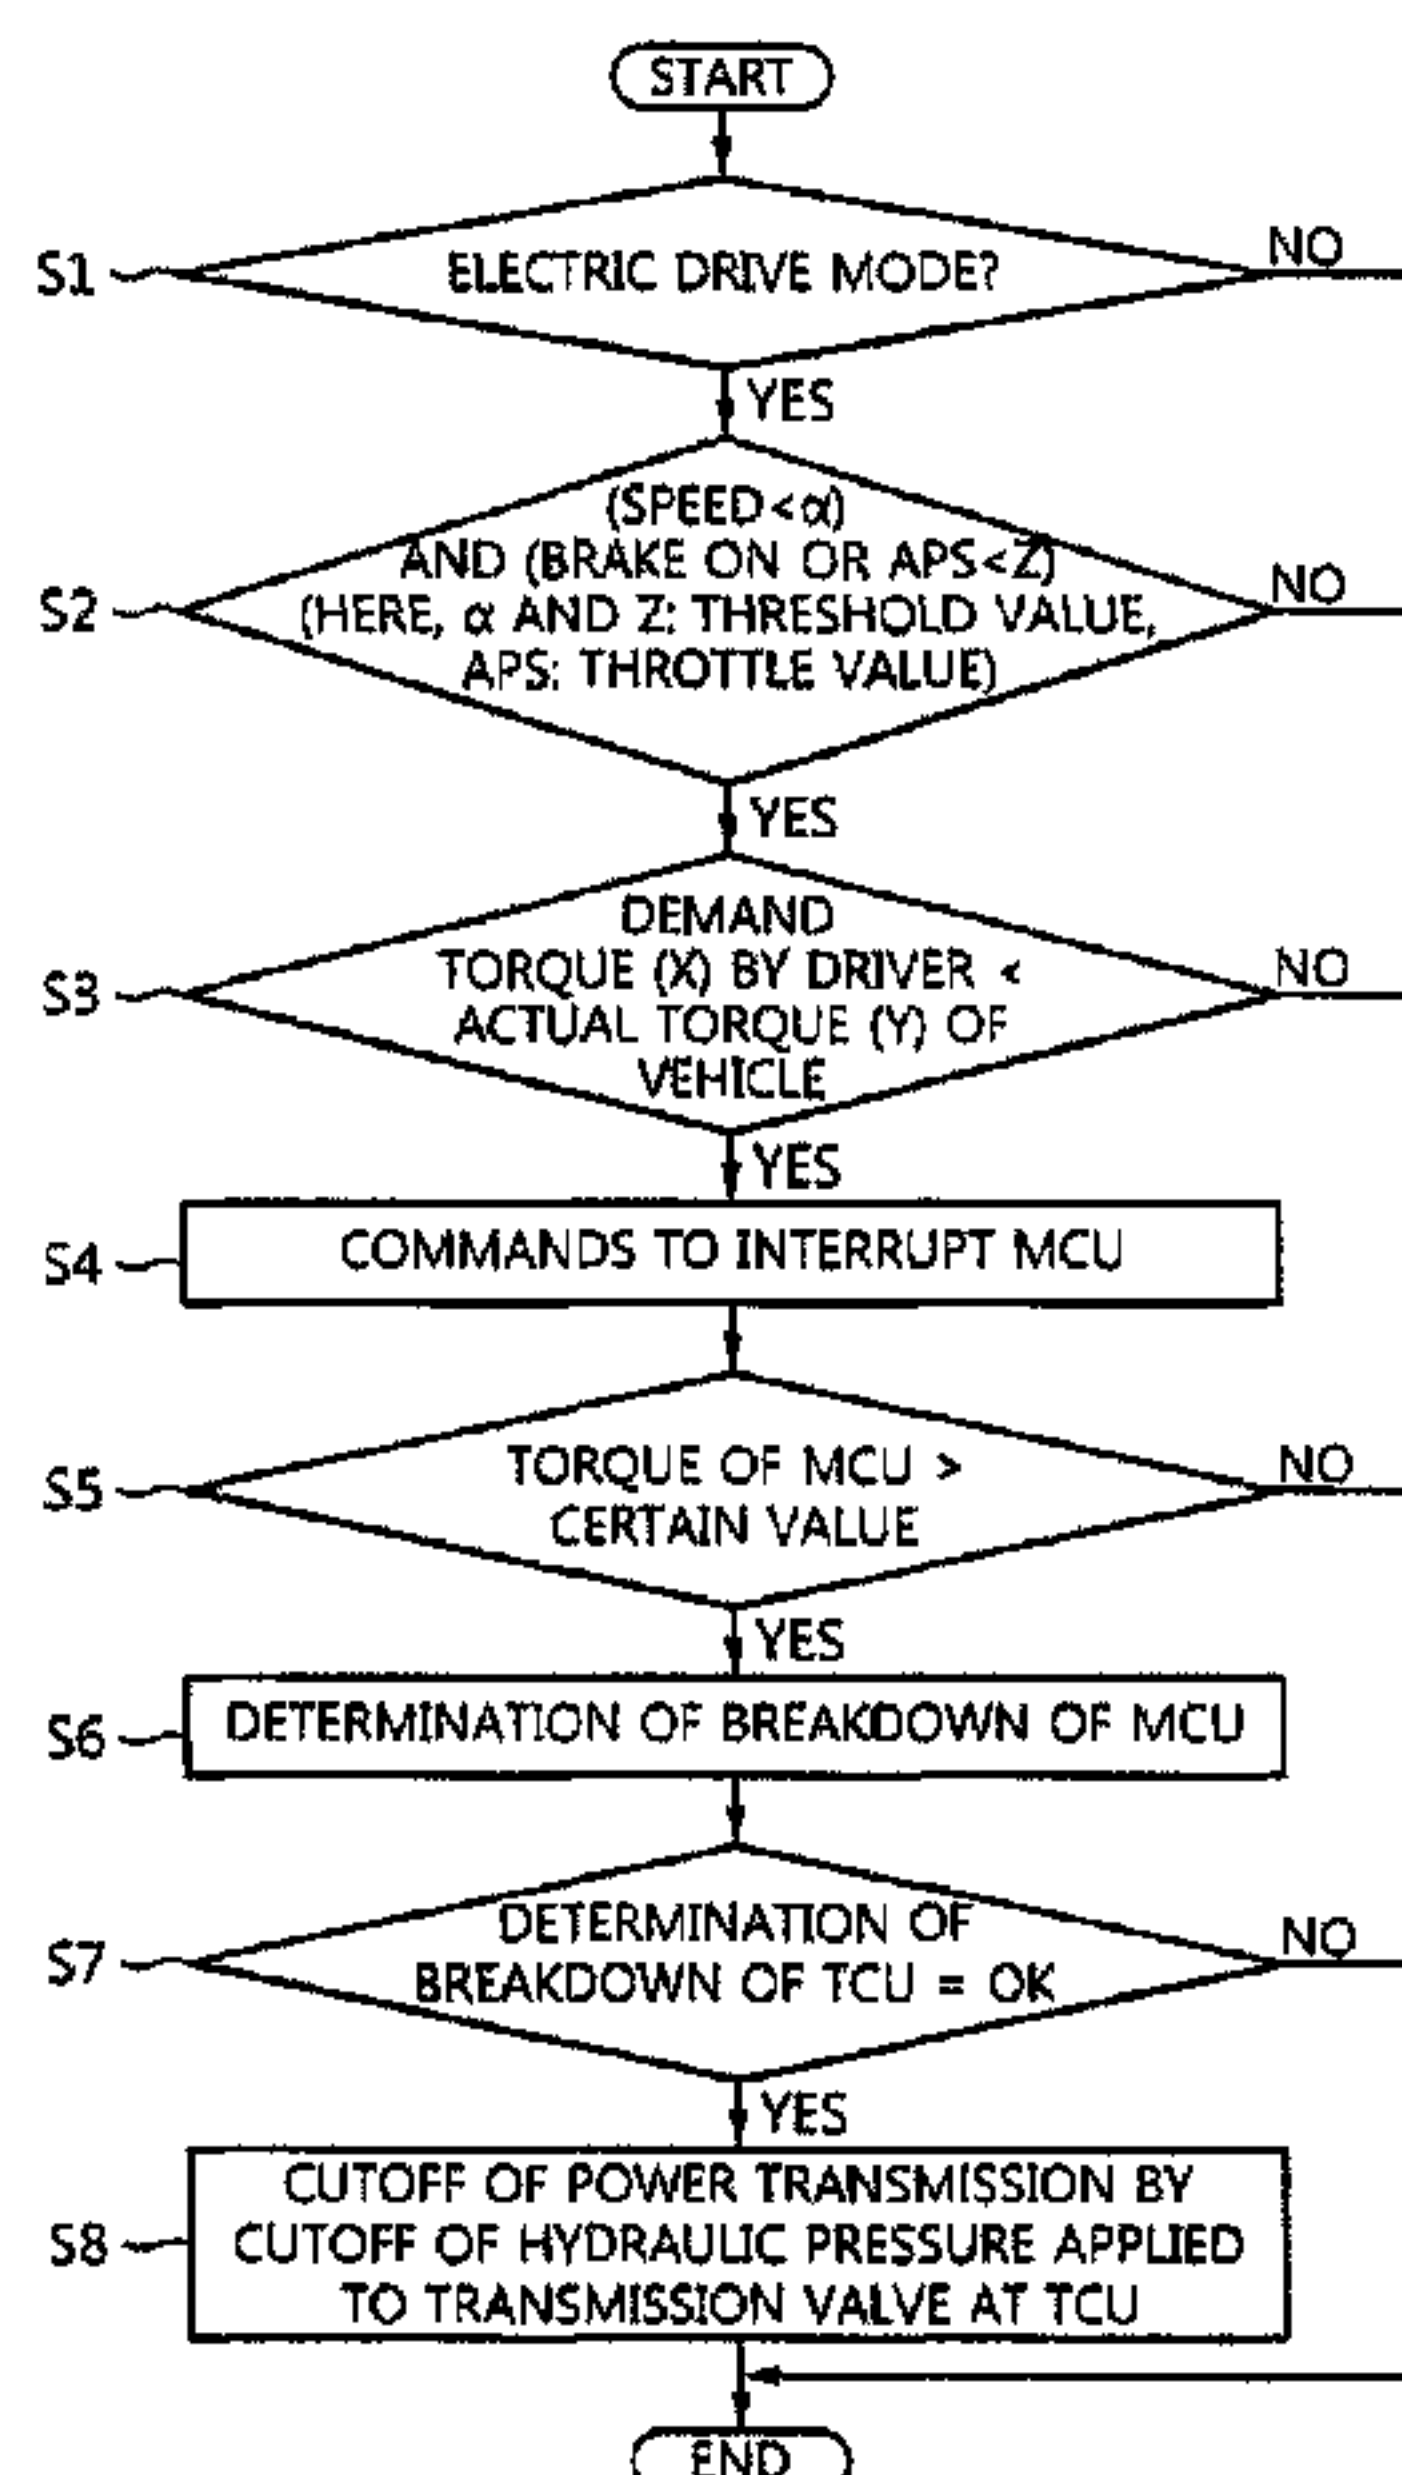 START
S1
ELECTRIC DRIVE MODE?
NO
YES
S2
(SPEED<α)
AND (BRAKE ON OR APS<Z)
(HERE, α AND Z: THRESHOLD VALUE,
APS: THROTTLE VALUE)
NO
YES
S3
DEMAND
TORQUE (X) BY DRIVER <
ACTUAL TORQUE (Y) OF
VEHICLE
NO
YES
S4
COMMANDS TO INTERRUPT MCU
S5
TORQUE OF MCU >
CERTAIN VALUE
NO
YES
S6
DETERMINATION OF BREAKDOWN OF MCU
S7
DETERMINATION OF
BREAKDOWN OF TCU = OK
NO
YES
S8
CUTOFF OF POWER TRANSMISSION BY
CUTOFF OF HYDRAULIC PRESSURE APPLIED
TO TRANSMISSION VALVE AT TCU
END